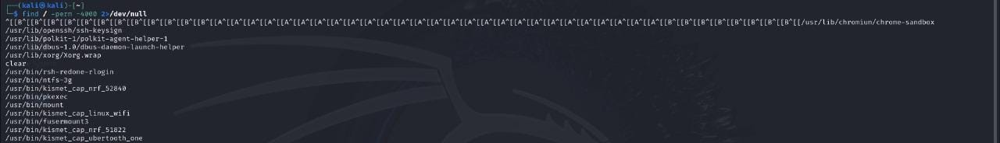 ┌──(kali㉿kali)-[~]
└─$ find / -perm -4000 2>/dev/null
^[[B^[[B^[[B^[[B^[[B^[[B^[[B^[[B^[[B^[[B^[[B^[[B^[[A^[[A^[[A^[[A^[[A^[[A^[[A^[[A^[[A^[[A^[[A^[[A^[[A^[[A^[[B^[[B^[[B^[[B^[[B^[[B^[[B^[[B^[[B^[[B^[[/usr/lib/chromium/chrome-sandbox
/usr/lib/openssh/ssh-keysign
/usr/lib/polkit-1/polkit-agent-helper-1
/usr/lib/dbus-1.0/dbus-daemon-launch-helper
/usr/lib/xorg/Xorg.wrap
clear
/usr/bin/rsh-redone-rlogin
/usr/bin/ntfs-3g
/usr/bin/kismet_cap_nrf_52840
/usr/bin/pkexec
/usr/bin/mount
/usr/bin/kismet_cap_linux_wifi
/usr/bin/fusermount3
/usr/bin/kismet_cap_nrf_51822
/usr/bin/kismet_cap_ubertooth_one